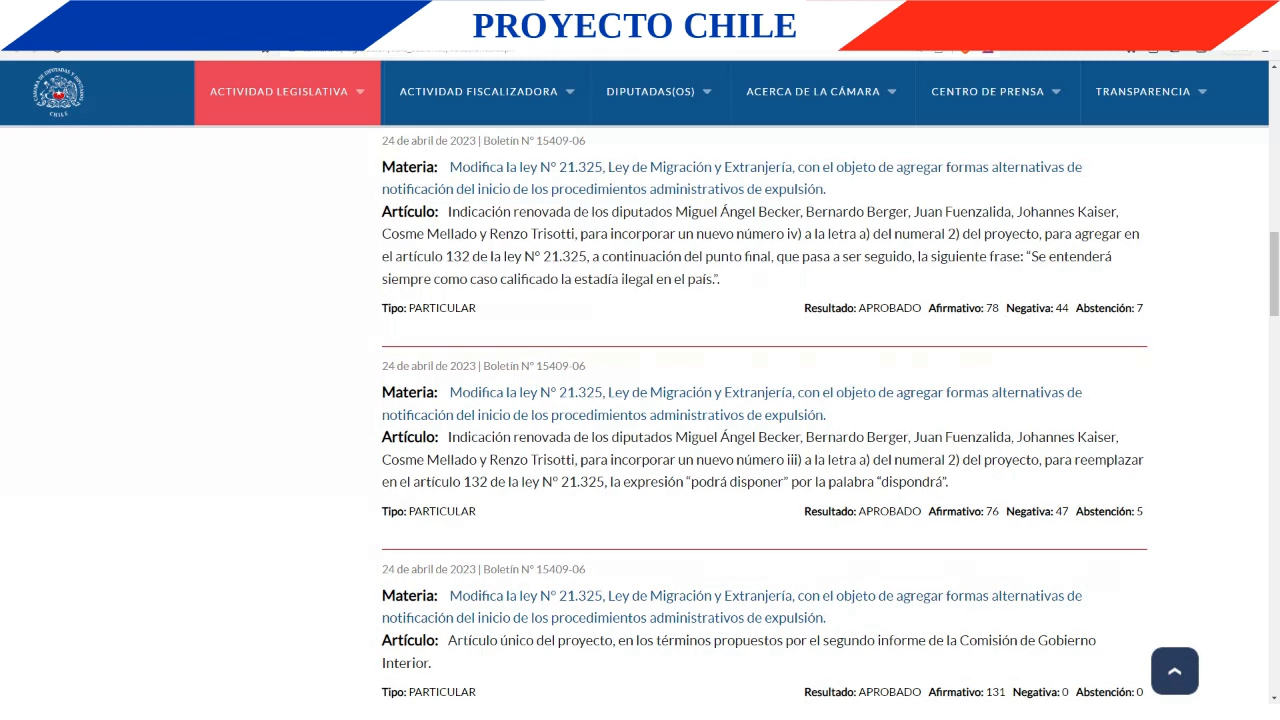 PROYECTO CHILE
CÁMARA DE DIPUTADAS Y DIPUTADOS
CHILE
ACTIVIDAD LEGISLATIVA
ACTIVIDAD FISCALIZADORA
DIPUTADAS(OS)
ACERCA DE LA CÁMARA
CENTRO DE PRENSA
TRANSPARENCIA
24 de abril de 2023 | Boletín N° 15409-06
Materia: Modifica la ley N° 21.325, Ley de Migración y Extranjería, con el objeto de agregar formas alternativas de
notificación del inicio de los procedimientos administrativos de expulsión.
Artículo: Indicación renovada de los diputados Miguel Ángel Becker, Bernardo Berger, Juan Fuenzalida, Johannes Kaiser,
Cosme Mellado y Renzo Trisotti, para incorporar un nuevo número iv) a la letra a) del numeral 2) del proyecto, para agregar en
el artículo 132 de la ley N° 21.325, a continuación del punto final, que pasa a ser seguido, la siguiente frase: “Se entenderá
siempre como caso calificado la estadía ilegal en el país.”.
Tipo: PARTICULAR
Resultado: APROBADO Afirmativo: 78 Negativa: 44 Abstención: 7
24 de abril de 2023 | Boletín N° 15409-06
Materia: Modifica la ley N° 21.325, Ley de Migración y Extranjería, con el objeto de agregar formas alternativas de
notificación del inicio de los procedimientos administrativos de expulsión.
Artículo: Indicación renovada de los diputados Miguel Ángel Becker, Bernardo Berger, Juan Fuenzalida, Johannes Kaiser,
Cosme Mellado y Renzo Trisotti, para incorporar un nuevo número iii) a la letra a) del numeral 2) del proyecto, para reemplazar
en el artículo 132 de la ley N° 21.325, la expresión “podrá disponer” por la palabra “dispondrá”.
Tipo: PARTICULAR
Resultado: APROBADO Afirmativo: 76 Negativa: 47 Abstención: 5
24 de abril de 2023 | Boletín N° 15409-06
Materia: Modifica la ley N° 21.325, Ley de Migración y Extranjería, con el objeto de agregar formas alternativas de
notificación del inicio de los procedimientos administrativos de expulsión.
Artículo: Artículo único del proyecto, en los términos propuestos por el segundo informe de la Comisión de Gobierno
Interior.
Tipo: PARTICULAR
Resultado: APROBADO Afirmativo: 131 Negativa: 0 Abstención: 0